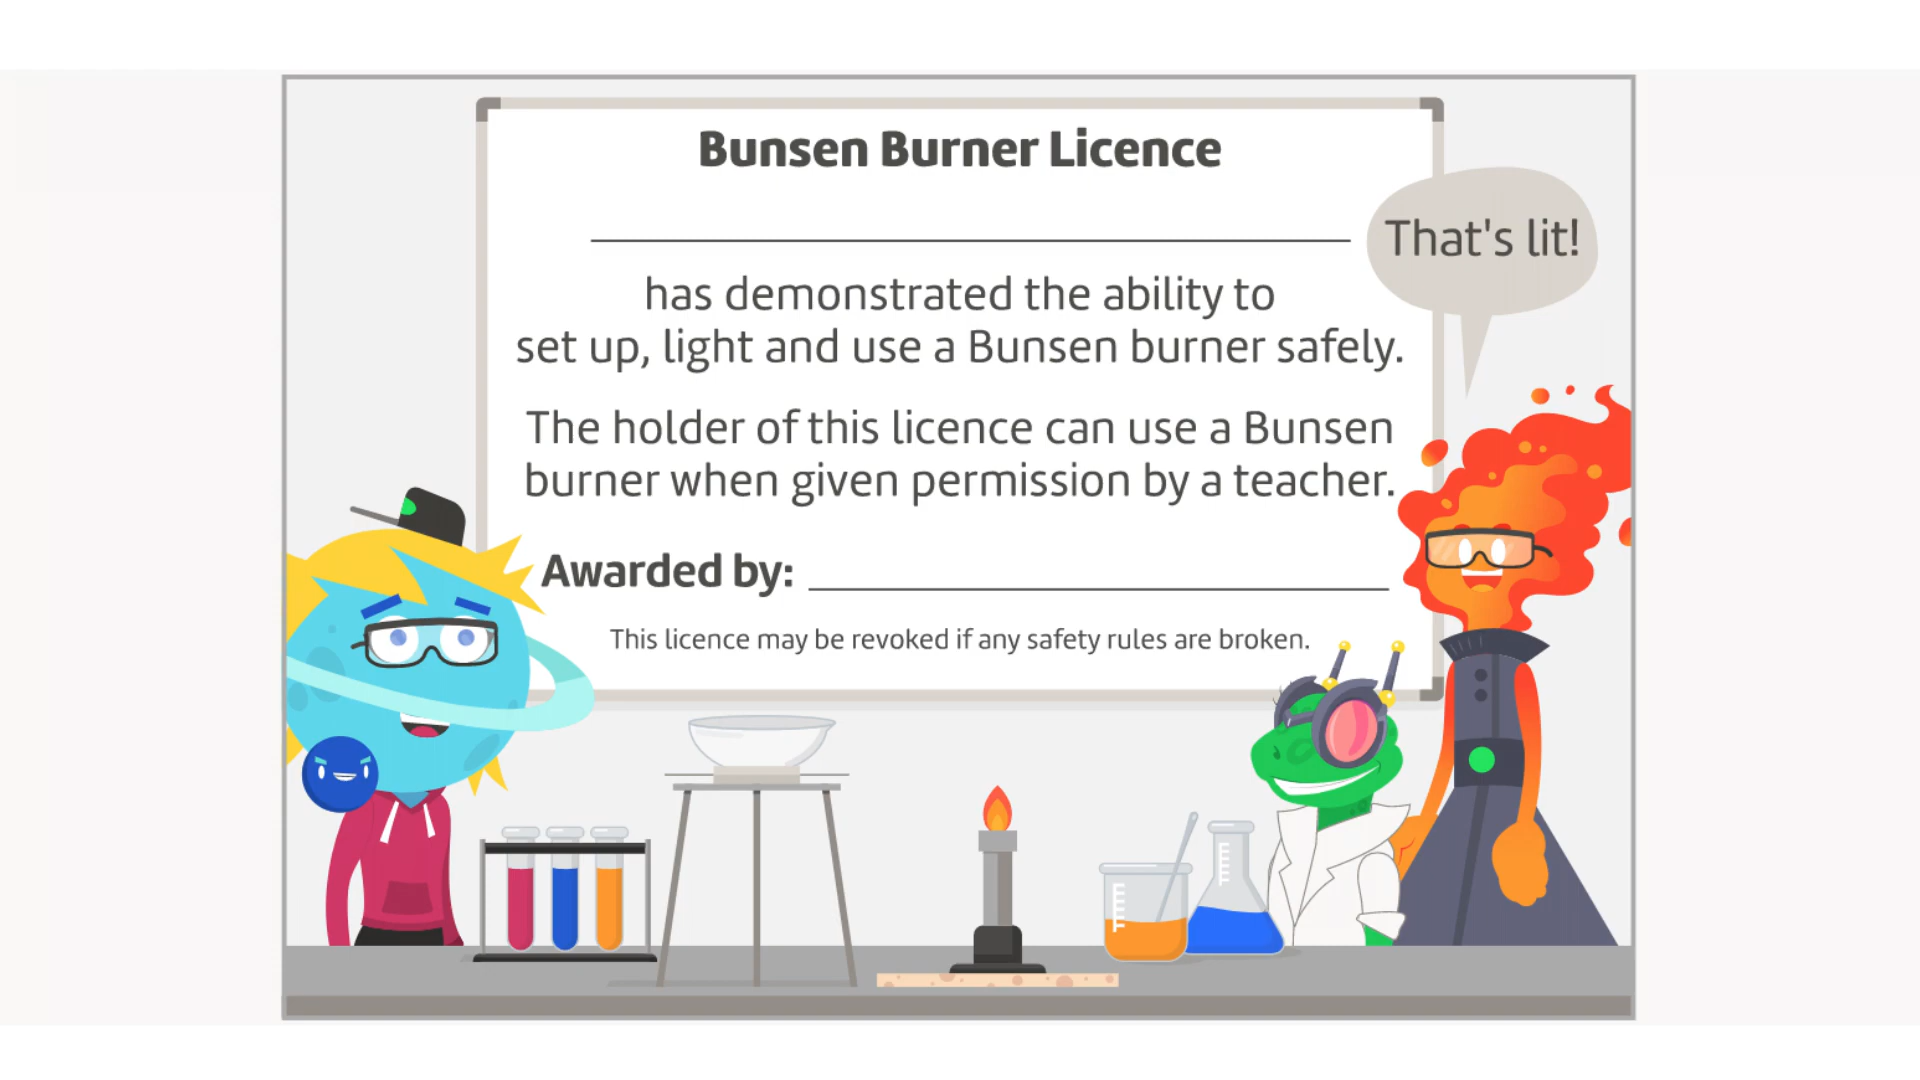 Bunsen Burner Licence
That's lit!
has demonstrated the ability to
set up, light and use a Bunsen burner safely.
The holder of this licence can use a Bunsen
burner when given permission by a teacher.
Awarded by:
This licence may be revoked if any safety rules are broken.